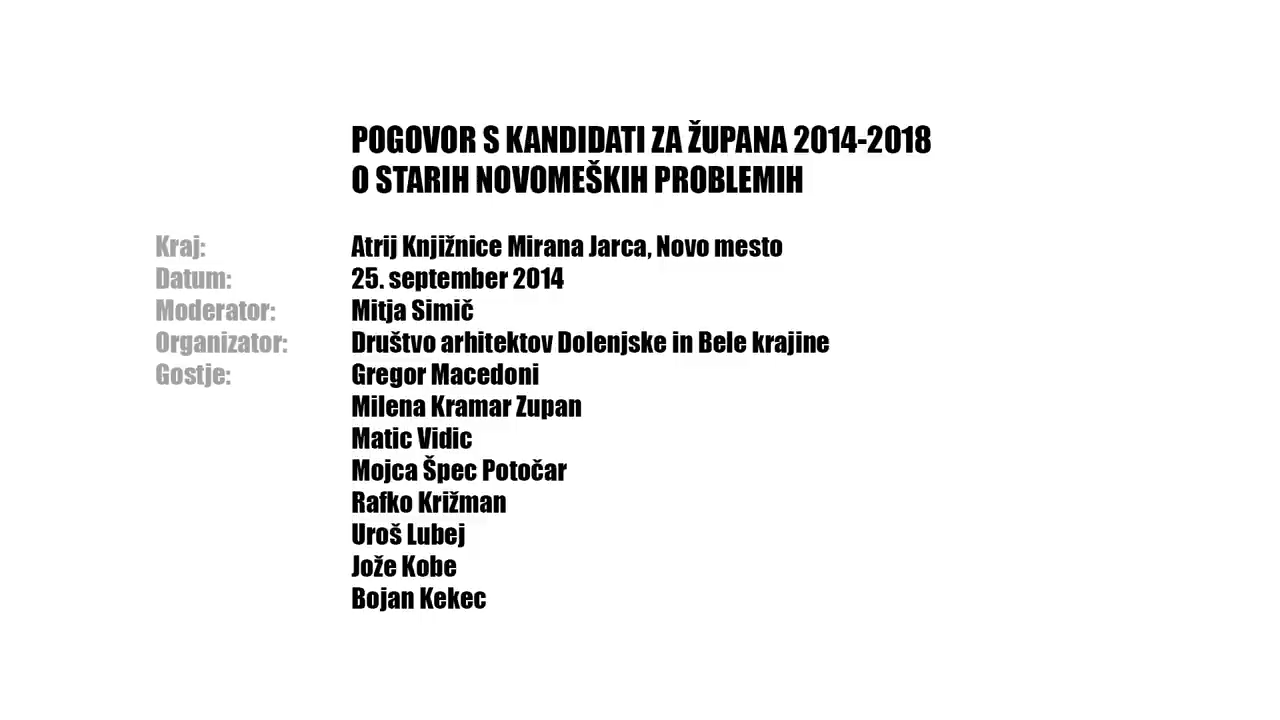 POGOVOR S KANDIDATI ZA ŽUPANA 2014-2018
O STARIH NOVOMEŠKIH PROBLEMIH
Kraj: Atrij Knjižnice Mirana Jarca, Novo mesto
Datum: 25. september 2014
Moderator: Mitja Simič
Organizator: Društvo arhitektov Dolenjske in Bele krajine
Gostje: Gregor Macedoni
Milena Kramar Zupan
Matic Vidic
Mojca Špec Potočar
Rafko Križman
Uroš Lubej
Jože Kobe
Bojan Kekec